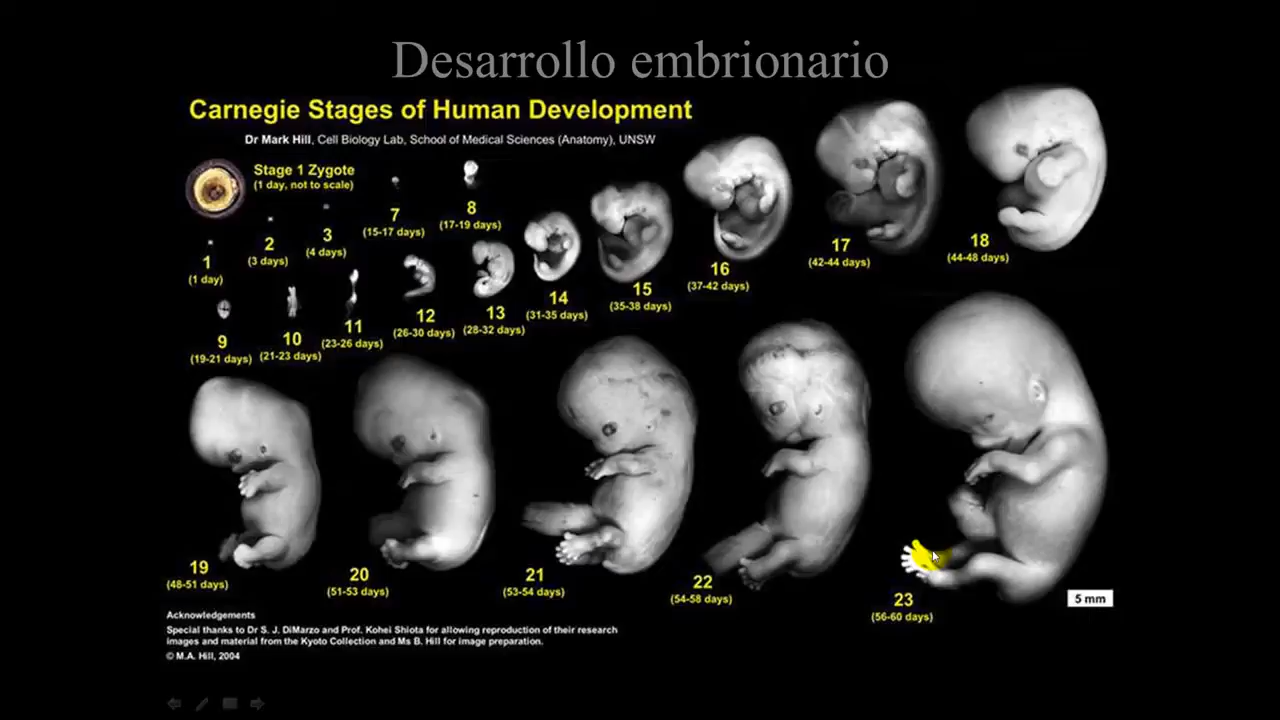 Desarrollo embrionario
Carnegie Stages of Human Development
Dr Mark Hill, Cell Biology Lab, School of Medical Sciences (Anatomy), UNSW
Stage 1 Zygote
(1 day, not to scale)
1
(1 day)
2
(3 days)
3
(4 days)
7
(15-17 days)
8
(17-19 days)
9
(19-21 days)
10
(21-23 days)
11
(23-26 days)
12
(26-30 days)
13
(28-32 days)
14
(31-35 days)
15
(35-38 days)
16
(37-42 days)
17
(42-44 days)
18
(44-48 days)
19
(48-51 days)
20
(51-53 days)
21
(53-54 days)
22
(54-58 days)
23
(56-60 days)
5 mm
Acknowledgements
Special thanks to Dr S. J. DiMarzo and Prof. Kohei Shiota for allowing reproduction of their research
images and material from the Kyoto Collection and Ms B. Hill for image preparation.
© M.A. Hill, 2004